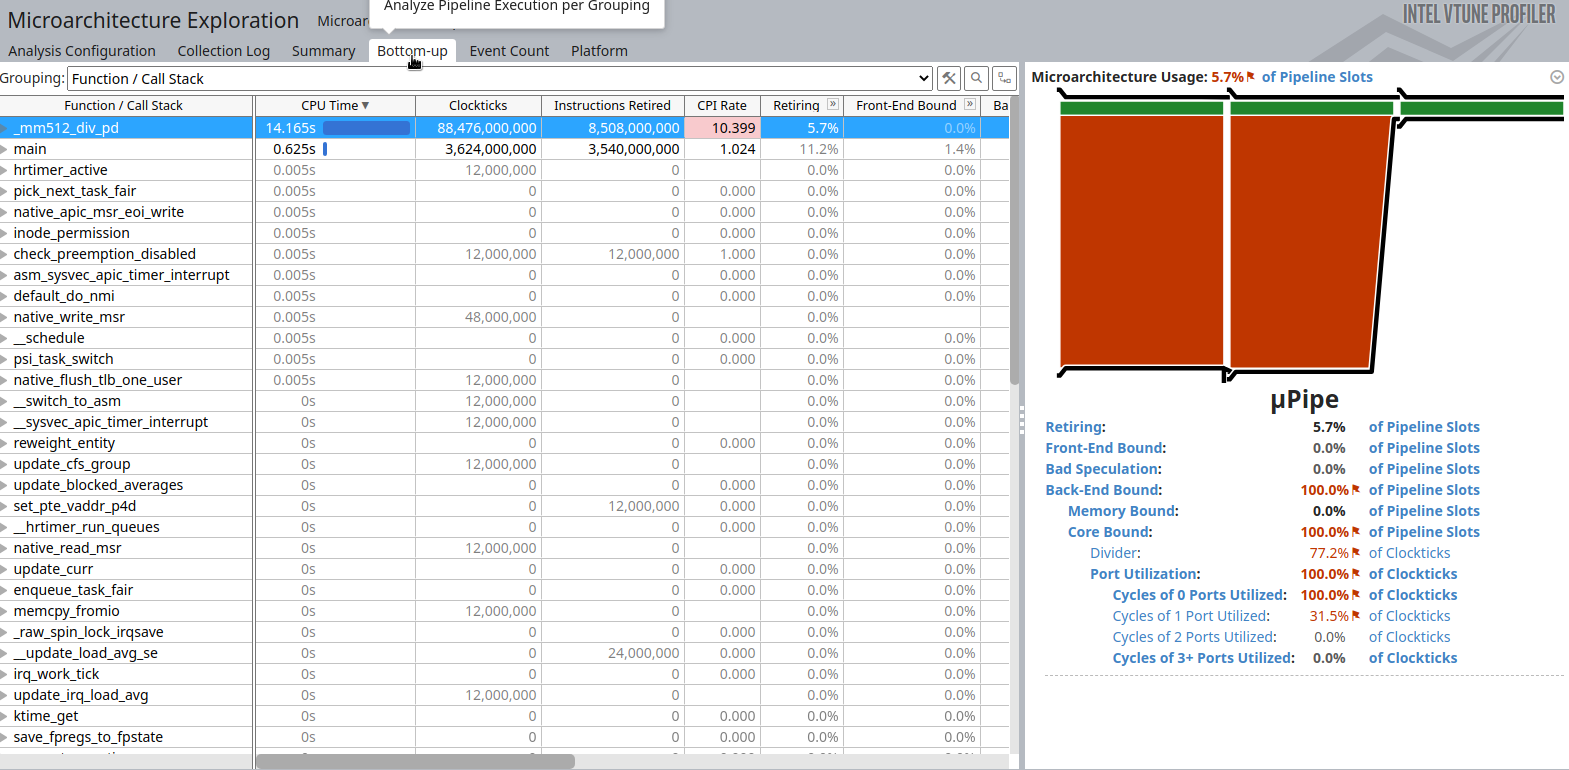 Analyze Pipeline Execution per Grouping
Microarchitecture Exploration Microar
INTEL VTUNE PROFILER
Analysis Configuration Collection Log Summary Bottom-up Event Count Platform
Grouping: Function / Call Stack
Function / Call Stack CPU Time ▼ Clockticks Instructions Retired CPI Rate Retiring » Front-End Bound » Ba
_mm512_div_pd 14.165s 88,476,000,000 8,508,000,000 10.399 5.7% 0.0%
main 0.625s 3,624,000,000 3,540,000,000 1.024 11.2% 1.4%
hrtimer_active 0.005s 12,000,000 0 0.0% 0.0%
pick_next_task_fair 0.005s 0 0 0.000 0.0% 0.0%
native_apic_msr_eoi_write 0.005s 0 0 0.000 0.0% 0.0%
inode_permission 0.005s 0 0 0.000 0.0% 0.0%
check_preemption_disabled 0.005s 12,000,000 12,000,000 1.000 0.0% 0.0%
asm_sysvec_apic_timer_interrupt 0.005s 0 0 0.000 0.0% 0.0%
default_do_nmi 0.005s 0 0 0.000 0.0% 0.0%
native_write_msr 0.005s 48,000,000 0 0.0%
__schedule 0.005s 0 0 0.000 0.0% 0.0%
psi_task_switch 0.005s 0 0 0.000 0.0% 0.0%
native_flush_tlb_one_user 0.005s 12,000,000 0 0.0% 0.0%
__switch_to_asm 0s 12,000,000 0 0.0% 0.0%
__sysvec_apic_timer_interrupt 0s 12,000,000 0 0.0% 0.0%
reweight_entity 0s 0 0 0.000 0.0% 0.0%
update_cfs_group 0s 12,000,000 0 0.0% 0.0%
update_blocked_averages 0s 0 0 0.000 0.0% 0.0%
set_pte_vaddr_p4d 0s 0 12,000,000 0.000 0.0% 0.0%
__hrtimer_run_queues 0s 0 0 0.000 0.0% 0.0%
native_read_msr 0s 12,000,000 0 0.0% 0.0%
update_curr 0s 0 0 0.000 0.0% 0.0%
enqueue_task_fair 0s 0 0 0.000 0.0% 0.0%
memcpy_fromio 0s 12,000,000 0 0.0% 0.0%
_raw_spin_lock_irqsave 0s 0 0 0.000 0.0% 0.0%
__update_load_avg_se 0s 0 24,000,000 0.000 0.0% 0.0%
irq_work_tick 0s 0 0 0.000 0.0% 0.0%
update_irq_load_avg 0s 12,000,000 0 0.0% 0.0%
ktime_get 0s 0 0 0.000 0.0% 0.0%
save_fpregs_to_fpstate 0s 0 0 0.000 0.0% 0.0%
Microarchitecture Usage: 5.7% of Pipeline Slots
µPipe
Retiring: 5.7% of Pipeline Slots
Front-End Bound: 0.0% of Pipeline Slots
Bad Speculation: 0.0% of Pipeline Slots
Back-End Bound: 100.0% of Pipeline Slots
Memory Bound: 0.0% of Pipeline Slots
Core Bound: 100.0% of Pipeline Slots
Divider: 77.2% of Clockticks
Port Utilization: 100.0% of Clockticks
Cycles of 0 Ports Utilized: 100.0% of Clockticks
Cycles of 1 Port Utilized: 31.5% of Clockticks
Cycles of 2 Ports Utilized: 0.0% of Clockticks
Cycles of 3+ Ports Utilized: 0.0% of Clockticks